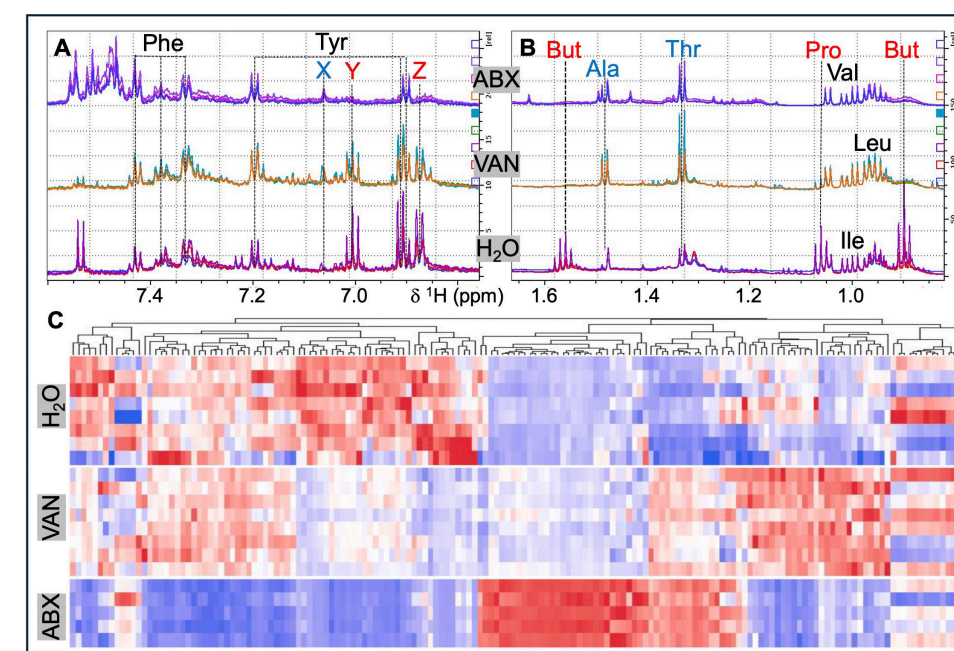 A
Phe
Tyr
X
Y
Z
B
But
Ala
Thr
Pro
But
Val
ABX
VAN
Leu
H₂O
Ile
7.4
7.2
7.0
δ ¹H (ppm)
1.6
1.4
1.2
1.0
C
H₂O
VAN
ABX